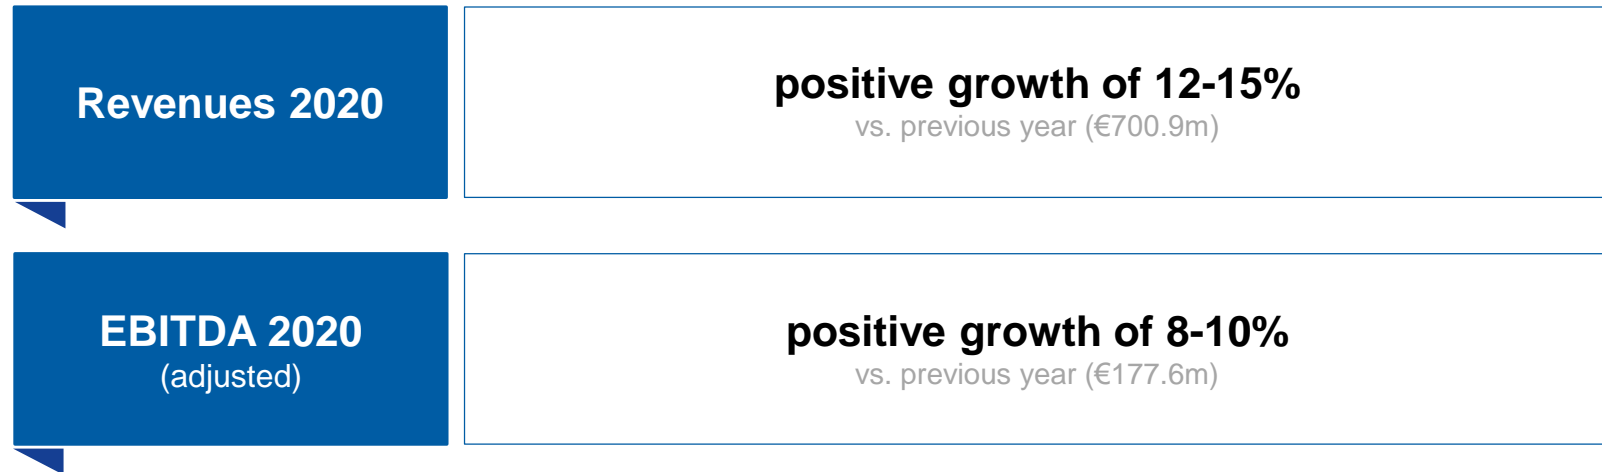 Revenues 2020
positive growth of 12-15%
vs. previous year (€700.9m)
EBITDA 2020
(adjusted)
positive growth of 8-10%
vs. previous year (€177.6m)